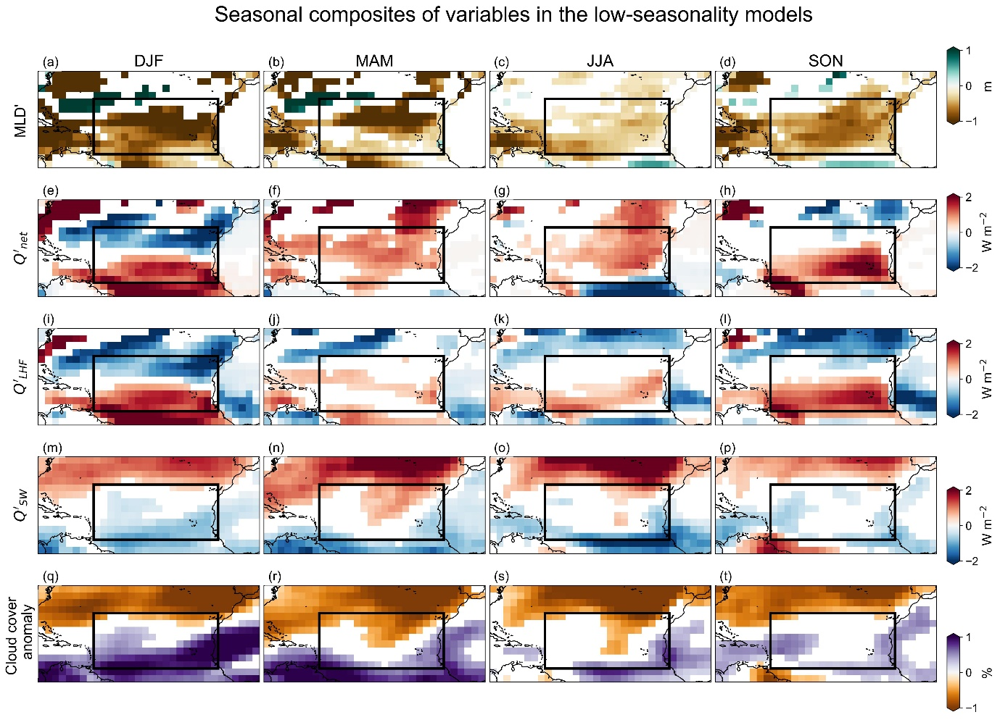 Seasonal composites of variables in the low-seasonality models
(a) DJF (b) MAM (c) JJA (d) SON
MLD'
1
0
−1
m
(e) (f) (g) (h)
Q'net
2
0
−2
W m−2
(i) (j) (k) (l)
Q'LHF
2
0
−2
W m−2
(m) (n) (o) (p)
Q'SW
2
0
−2
W m−2
(q) (r) (s) (t)
Cloud cover
anomaly
1
0
−1
%